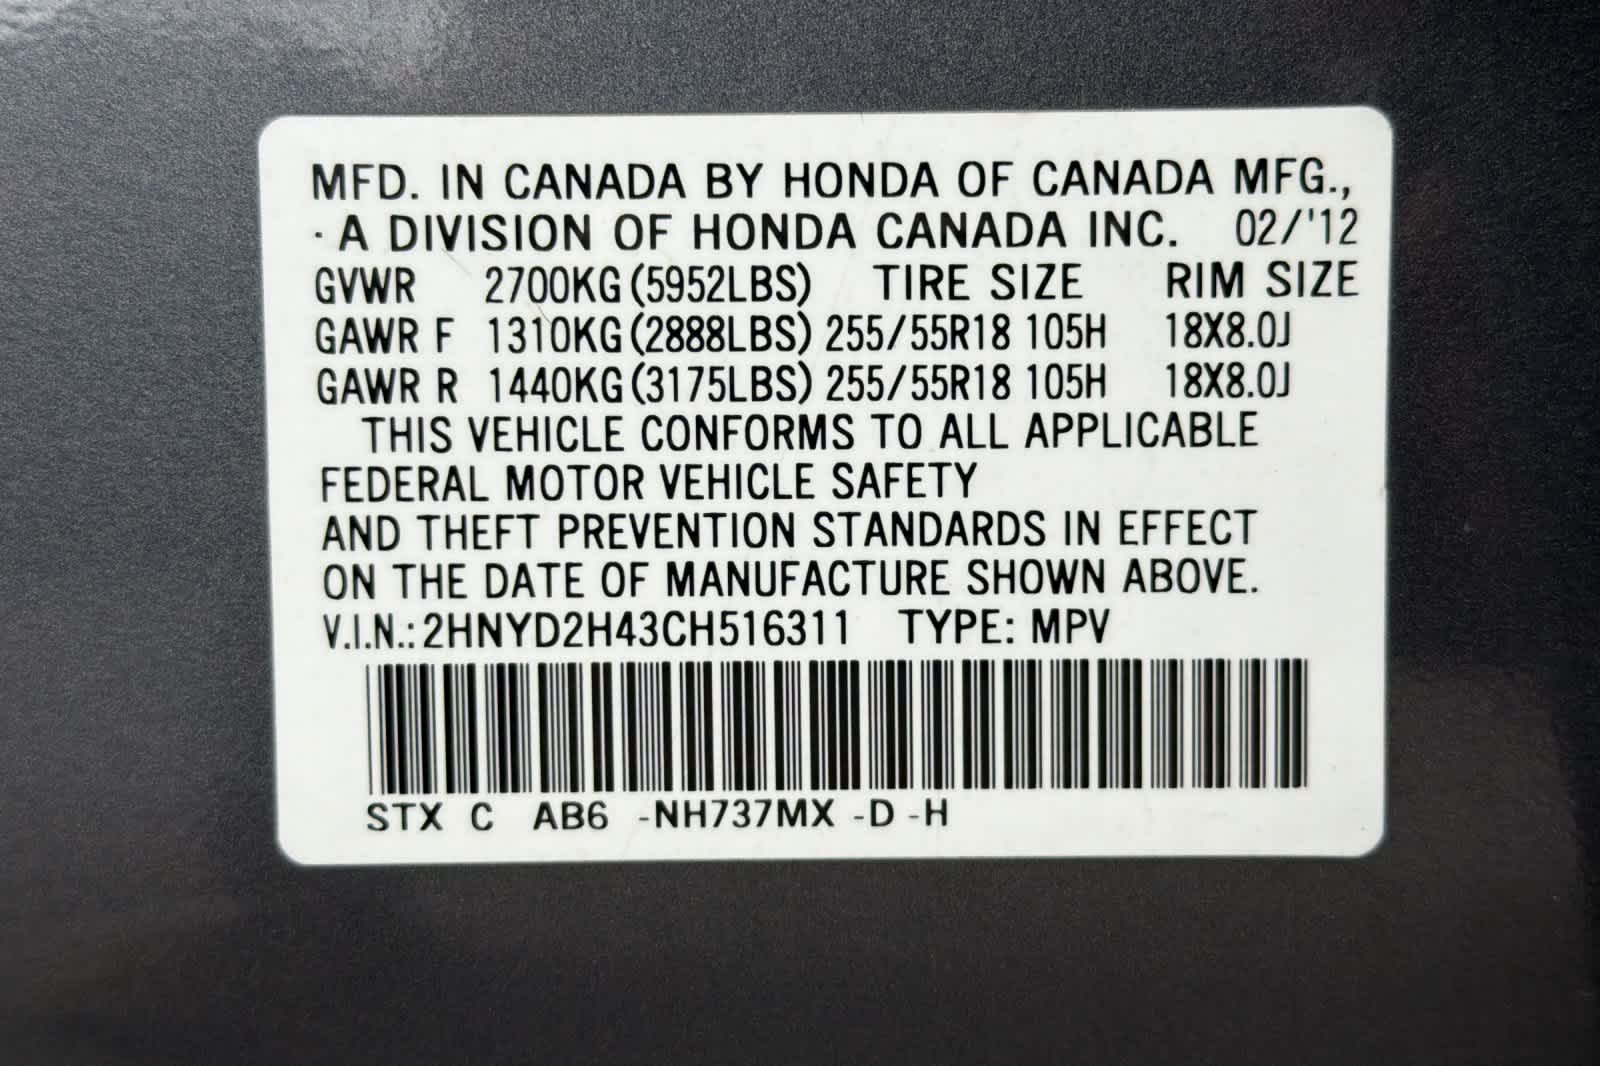 MFD. IN CANADA BY HONDA OF CANADA MFG.,
A DIVISION OF HONDA CANADA INC. 02/'12
GVWR 2700KG (5952LBS) TIRE SIZE RIM SIZE
GAWR F 1310KG (2888LBS) 255/55R18 105H 18X8.0J
GAWR R 1440KG (3175LBS) 255/55R18 105H 18X8.0J
THIS VEHICLE CONFORMS TO ALL APPLICABLE
FEDERAL MOTOR VEHICLE SAFETY
AND THEFT PREVENTION STANDARDS IN EFFECT
ON THE DATE OF MANUFACTURE SHOWN ABOVE.
V.I.N.: 2HNYD2H43CH516311 TYPE: MPV
STX C AB6 -NH737MX -D -H